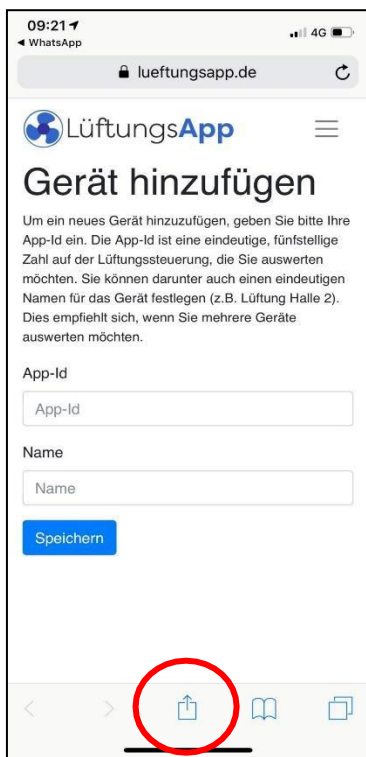 09:21
4G
◀ WhatsApp
lueftungsapp.de
LüftungsApp
Gerät hinzufügen
Um ein neues Gerät hinzuzufügen, geben Sie bitte Ihre
App-Id ein. Die App-Id ist eine eindeutige, fünfstellige
Zahl auf der Lüftungssteuerung, die Sie auswerten
möchten. Sie können darunter auch einen eindeutigen
Namen für das Gerät festlegen (z.B. Lüftung Halle 2).
Dies empfiehlt sich, wenn Sie mehrere Geräte
auswerten möchten.
App-Id
App-Id
Name
Name
Speichern